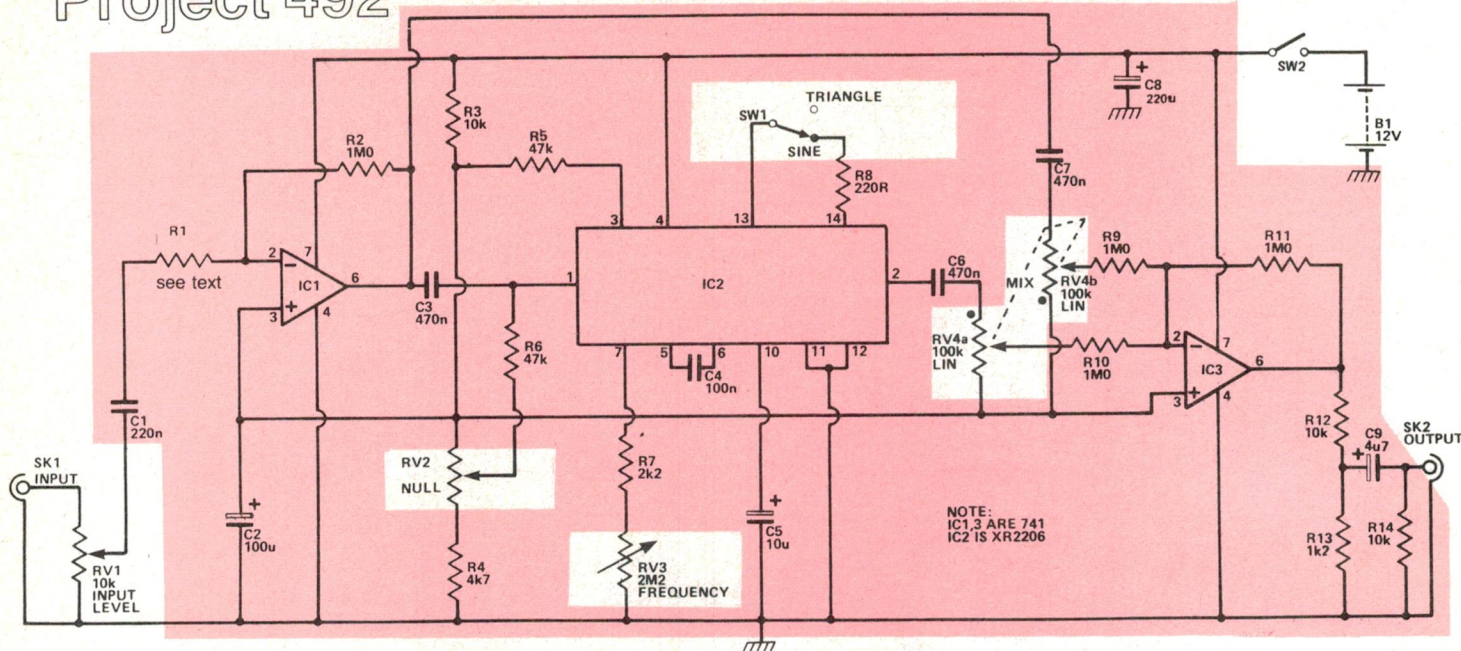 Project 492
SW2
C8
220u
B1
12V
R3
10k
R5
47k
TRIANGLE
SW1
SINE
R2
1M0
R8
220R
C7
470n
R1
see text
2
7
IC1
6
3
4
3
4
13
14
1
IC2
2
C3
470n
C6
470n
R9
1M0
R11
1M0
MIX
RV4b
100k
LIN
R6
47k
7
5
6
10
11
12
C4
100n
RV4a
100k
LIN
R10
1M0
2
7
IC3
6
3
4
C1
220n
SK1
INPUT
RV2
NULL
R7
2k2
R12
10k
C9
+
4u7
SK2
OUTPUT
+
C2
100u
+
C5
10u
NOTE:
IC1,3 ARE 741
IC2 IS XR2206
R13
1k2
R14
10k
RV1
10k
INPUT
LEVEL
R4
4k7
RV3
2M2
FREQUENCY